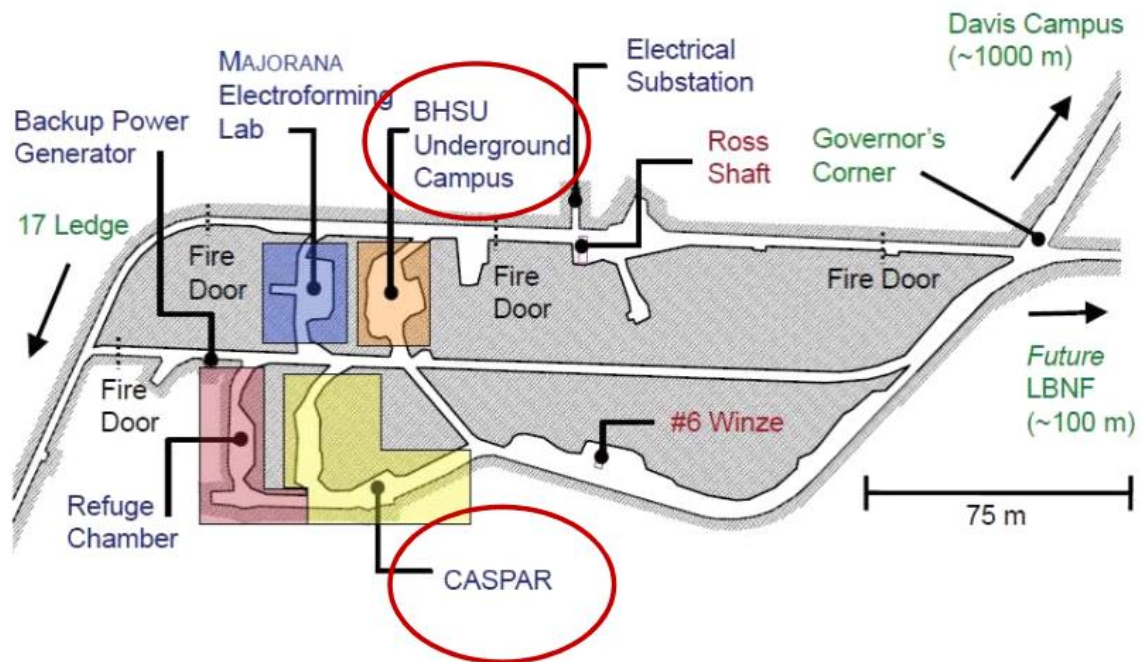 Davis Campus
(~1000 m)
Electrical
Substation
MAJORANA
Electroforming
Lab
BHSU
Underground
Campus
Backup Power
Generator
Ross
Shaft
Governor's
Corner
17 Ledge
Fire
Door
Fire
Door
Fire Door
Fire
Door
Future
LBNF
(~100 m)
#6 Winze
Refuge
Chamber
75 m
CASPAR